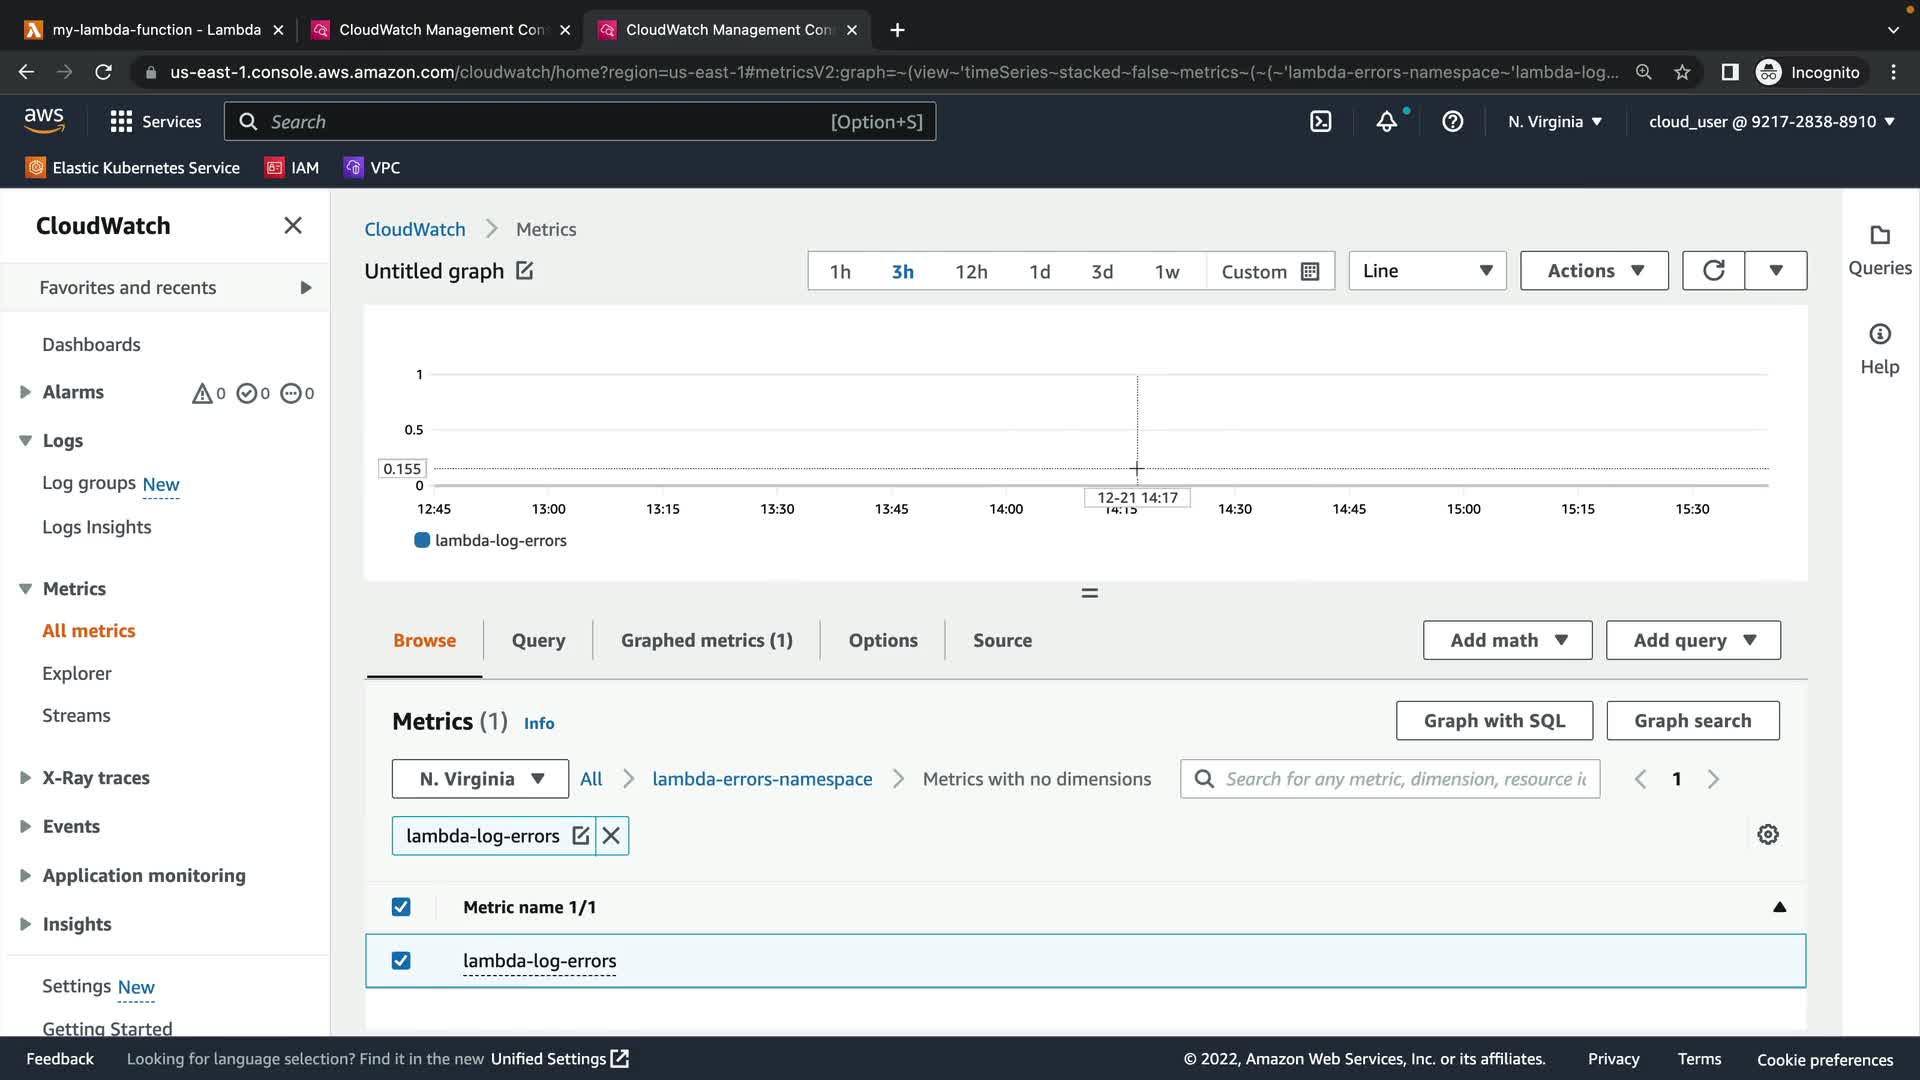 my-lambda-function - Lambda
CloudWatch Management Con
CloudWatch Management Con
us-east-1.console.aws.amazon.com/cloudwatch/home?region=us-east-1#metricsV2:graph=~(view~'timeSeries~stacked~false~metrics~(~(~'lambda-errors-namespace~'lambda-log...
Incognito
aws
Services
Search
[Option+S]
N. Virginia
cloud_user @ 9217-2838-8910
Elastic Kubernetes Service
IAM
VPC
CloudWatch
Favorites and recents
Dashboards
Alarms
0
0
0
Logs
Log groups New
Logs Insights
Metrics
All metrics
Explorer
Streams
X-Ray traces
Events
Application monitoring
Insights
Settings New
Getting Started
CloudWatch
Metrics
Untitled graph
1h
3h
12h
1d
3d
1w
Custom
Line
Actions
1
0.5
0.155
0
12-21 14:17
12:45
13:00
13:15
13:30
13:45
14:00
14:15
14:30
14:45
15:00
15:15
15:30
lambda-log-errors
Browse
Query
Graphed metrics (1)
Options
Source
Add math
Add query
Metrics (1) Info
Graph with SQL
Graph search
N. Virginia
All
lambda-errors-namespace
Metrics with no dimensions
Search for any metric, dimension, resource id
1
lambda-log-errors
Metric name 1/1
lambda-log-errors
Queries
Help
Feedback
Looking for language selection? Find it in the new Unified Settings
© 2022, Amazon Web Services, Inc. or its affiliates.
Privacy
Terms
Cookie preferences